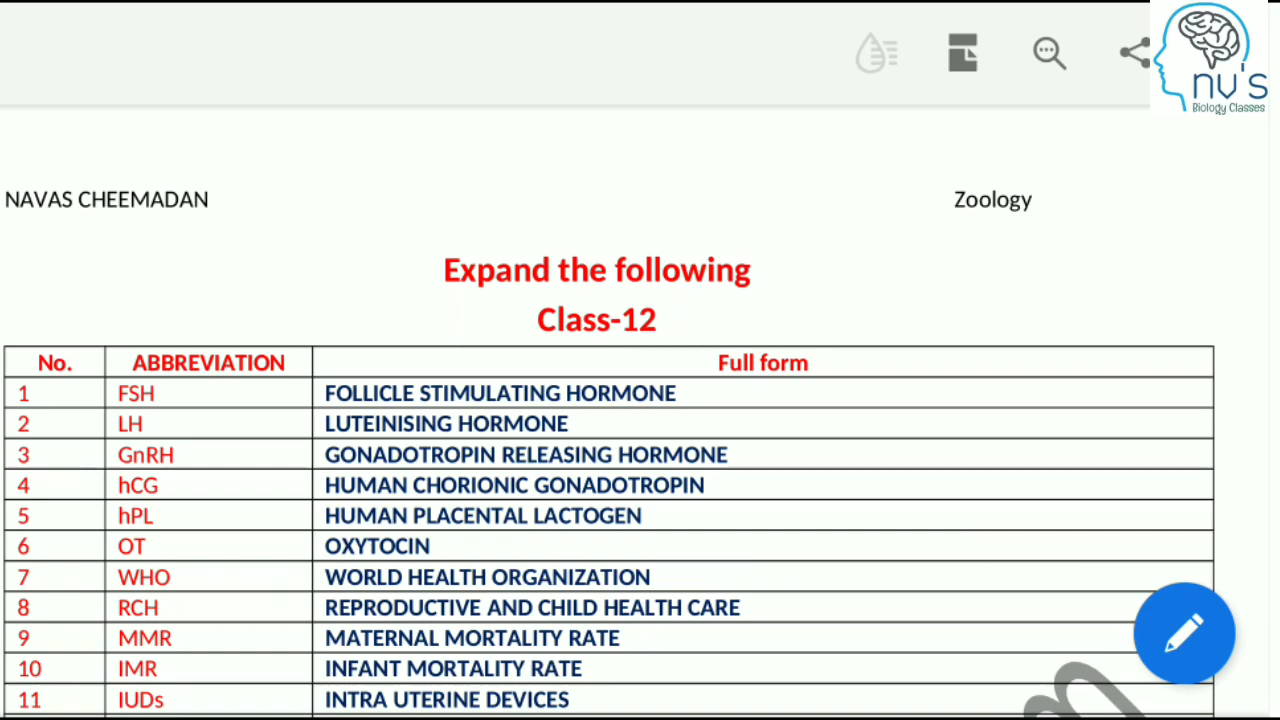 nv's
Biology Classes
NAVAS CHEEMADAN Zoology
Expand the following
Class-12
No. ABBREVIATION Full form
1 FSH FOLLICLE STIMULATING HORMONE
2 LH LUTEINISING HORMONE
3 GnRH GONADOTROPIN RELEASING HORMONE
4 hCG HUMAN CHORIONIC GONADOTROPIN
5 hPL HUMAN PLACENTAL LACTOGEN
6 OT OXYTOCIN
7 WHO WORLD HEALTH ORGANIZATION
8 RCH REPRODUCTIVE AND CHILD HEALTH CARE
9 MMR MATERNAL MORTALITY RATE
10 IMR INFANT MORTALITY RATE
11 IUDs INTRA UTERINE DEVICES